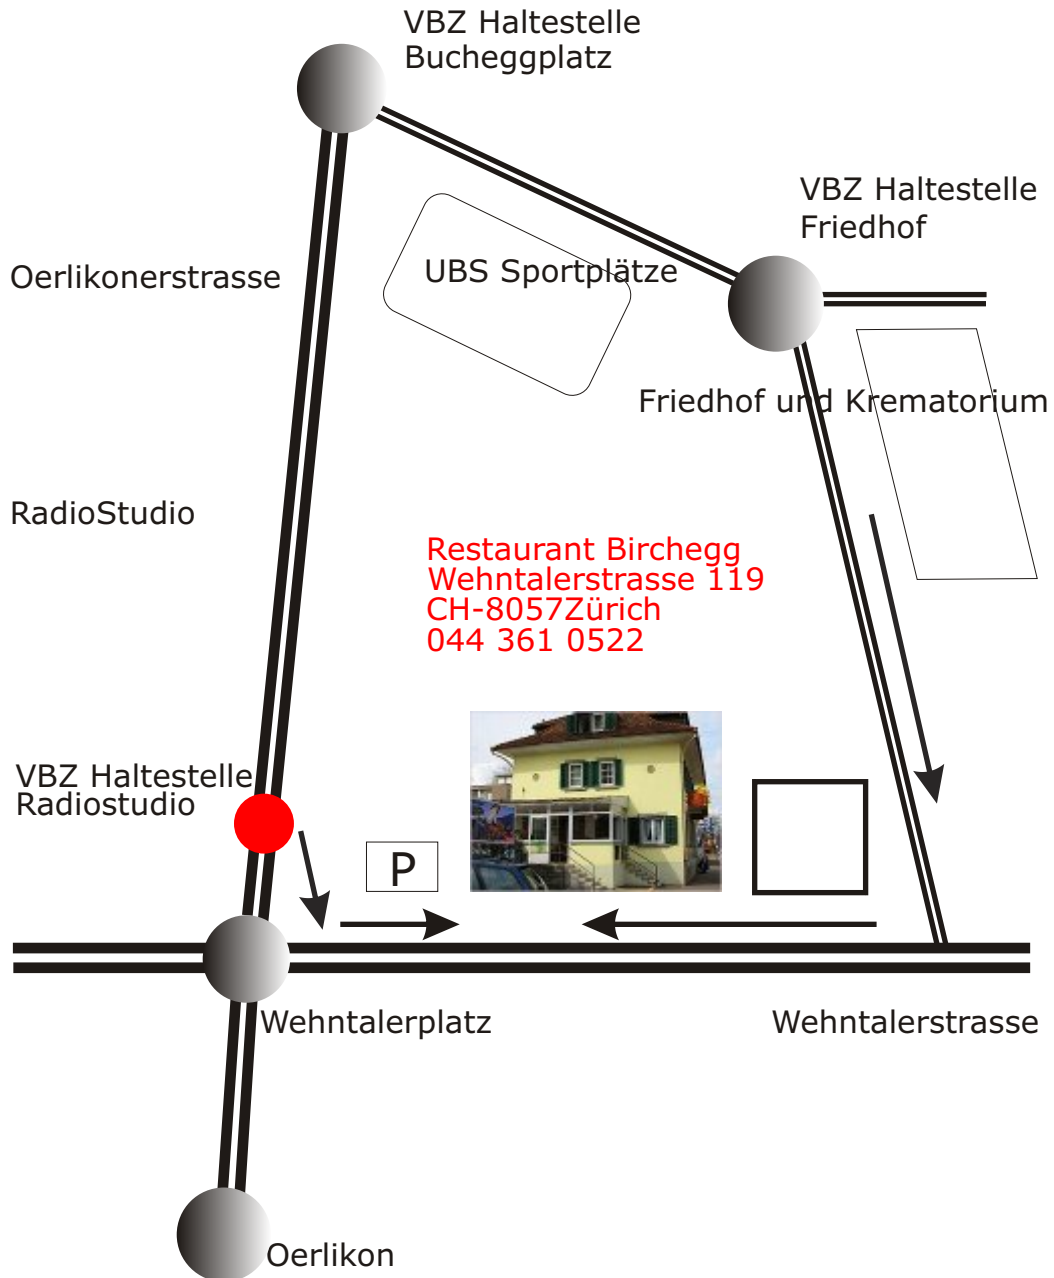 VBZ Haltestelle
Bucheggplatz
VBZ Haltestelle
Friedhof
Oerlikonerstrasse
UBS Sportplätze
Friedhof und Krematorium
RadioStudio
Restaurant Birchegg
Wehntalerstrasse 119
CH-8057Zürich
044 361 0522
VBZ Haltestelle
Radiostudio
P
Wehntalerplatz
Wehntalerstrasse
Oerlikon